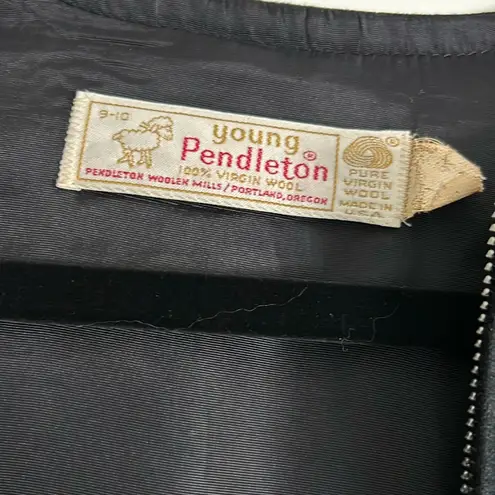 9-10
young
Pendleton®
100% VIRGIN WOOL
PENDLETON WOOLEN MILLS/PORTLAND, OREGON
®
PURE
VIRGIN
WOOL
MADE IN
U.S.A.